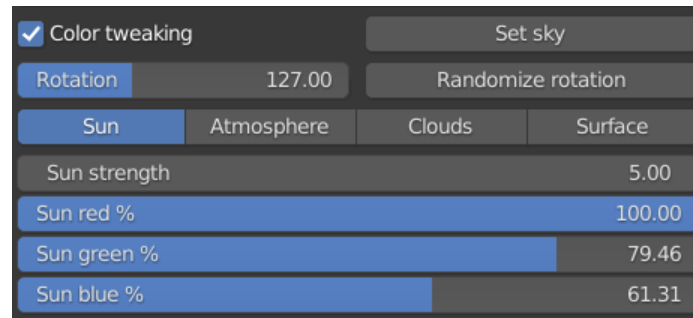 Color tweaking Set sky
Rotation 127.00 Randomize rotation
Sun Atmosphere Clouds Surface
Sun strength 5.00
Sun red % 100.00
Sun green % 79.46
Sun blue % 61.31